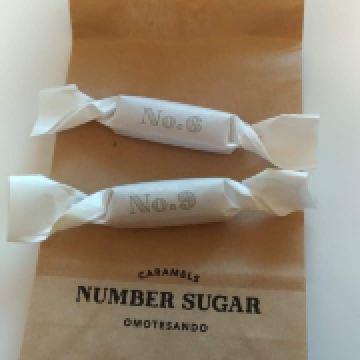 No.6
No.9
CARAMELS
NUMBER SUGAR
OMOTESANDO